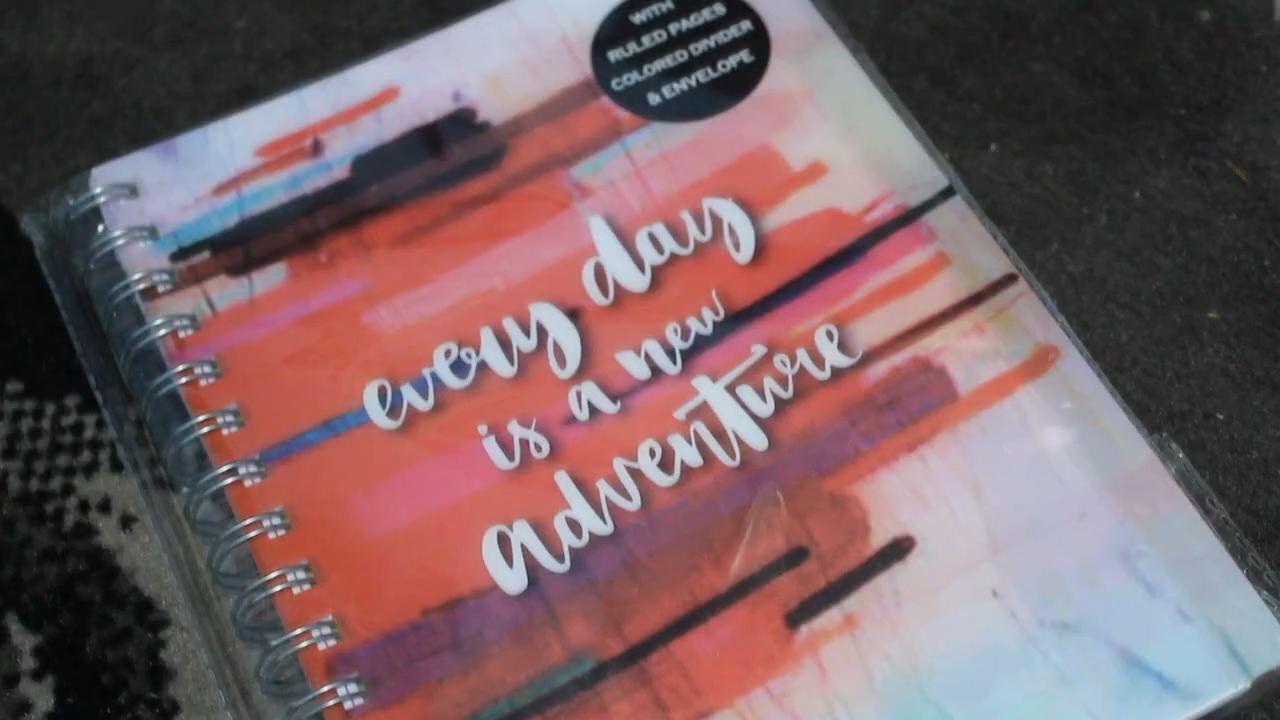 WITH
RULED PAGES
COLORED DIVIDER
& ENVELOPE
every day
is a new
adventure